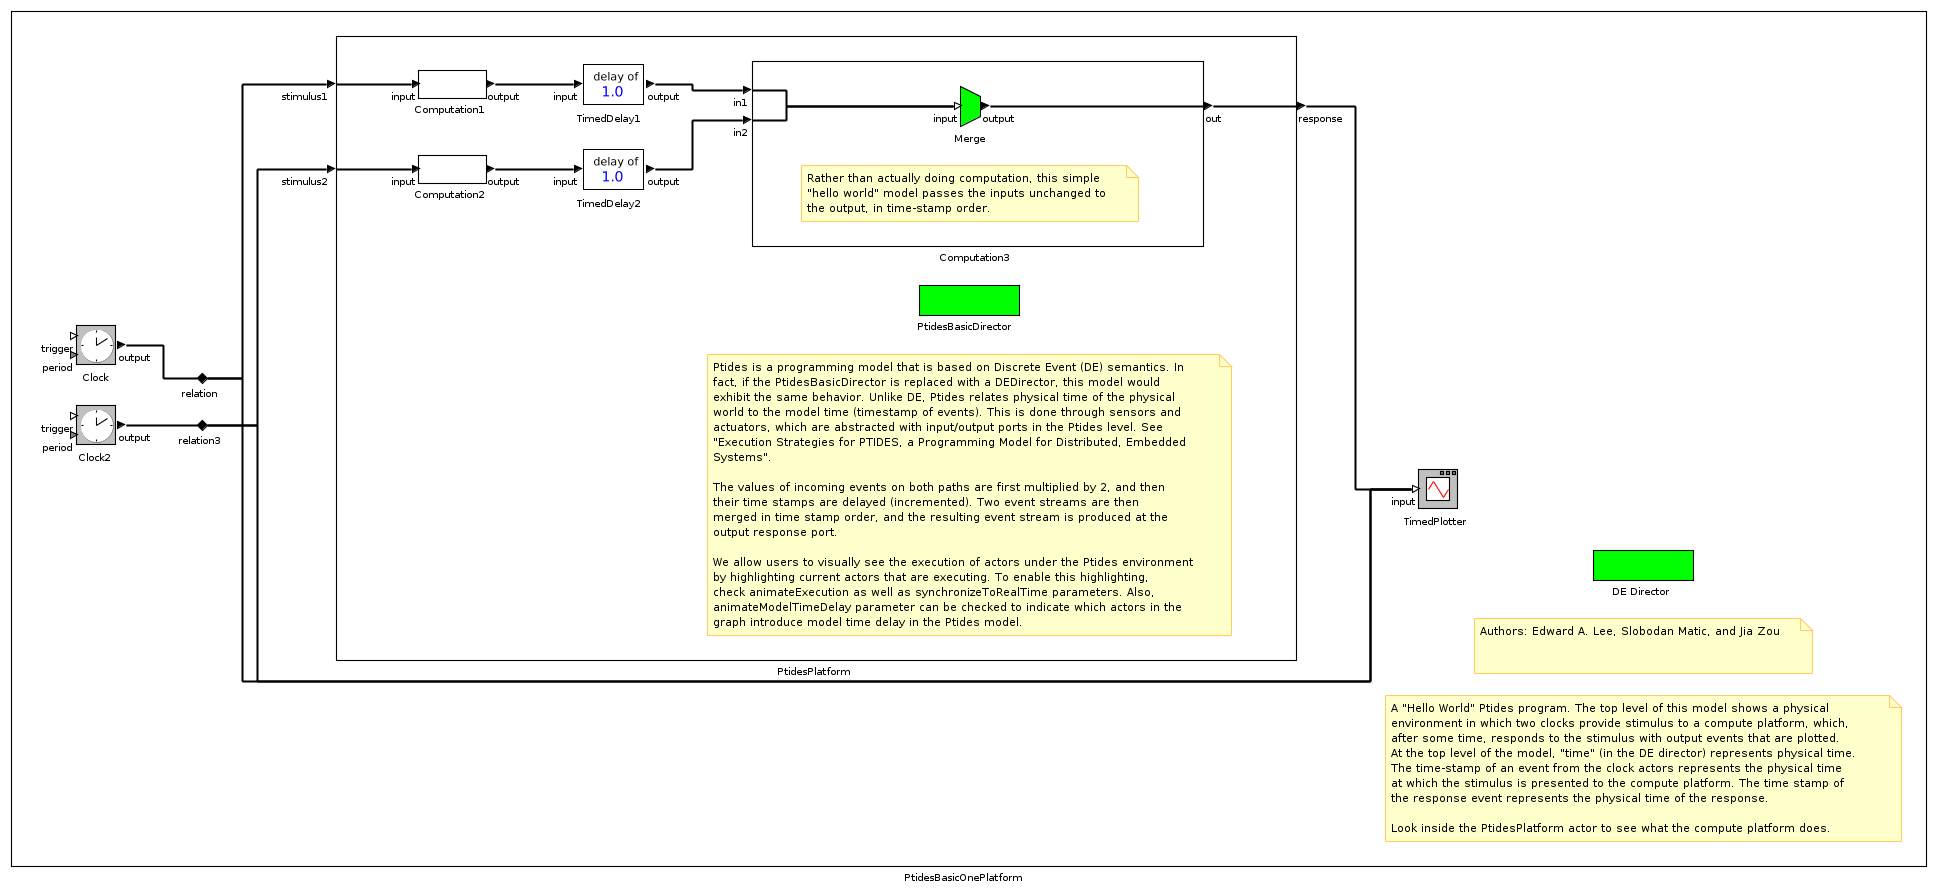 stimulus1
input
Computation1
output
input
delay of
1.0
TimedDelay1
output
in1
in2
input
output
Merge
out
response
stimulus2
input
Computation2
output
input
delay of
1.0
TimedDelay2
output
Rather than actually doing computation, this simple
"hello world" model passes the inputs unchanged to
the output, in time-stamp order.
Computation3
PtidesBasicDirector
trigger
period
output
Clock
relation
trigger
period
output
Clock2
relation3
Ptides is a programming model that is based on Discrete Event (DE) semantics. In
fact, if the PtidesBasicDirector is replaced with a DEDirector, this model would
exhibit the same behavior. Unlike DE, Ptides relates physical time of the physical
world to the model time (timestamp of events). This is done through sensors and
actuators, which are abstracted with input/output ports in the Ptides level. See
"Execution Strategies for PTIDES, a Programming Model for Distributed, Embedded
Systems".
The values of incoming events on both paths are first multiplied by 2, and then
their time stamps are delayed (incremented). Two event streams are then
merged in time stamp order, and the resulting event stream is produced at the
output response port.
We allow users to visually see the execution of actors under the Ptides environment
by highlighting current actors that are executing. To enable this highlighting,
check animateExecution as well as synchronizeToRealTime parameters. Also,
animateModelTimeDelay parameter can be checked to indicate which actors in the
graph introduce model time delay in the Ptides model.
PtidesPlatform
input
TimedPlotter
DE Director
Authors: Edward A. Lee, Slobodan Matic, and Jia Zou
A "Hello World" Ptides program. The top level of this model shows a physical
environment in which two clocks provide stimulus to a compute platform, which,
after some time, responds to the stimulus with output events that are plotted.
At the top level of the model, "time" (in the DE director) represents physical time.
The time-stamp of an event from the clock actors represents the physical time
at which the stimulus is presented to the compute platform. The time stamp of
the response event represents the physical time of the response.
Look inside the PtidesPlatform actor to see what the compute platform does.
PtidesBasicOnePlatform